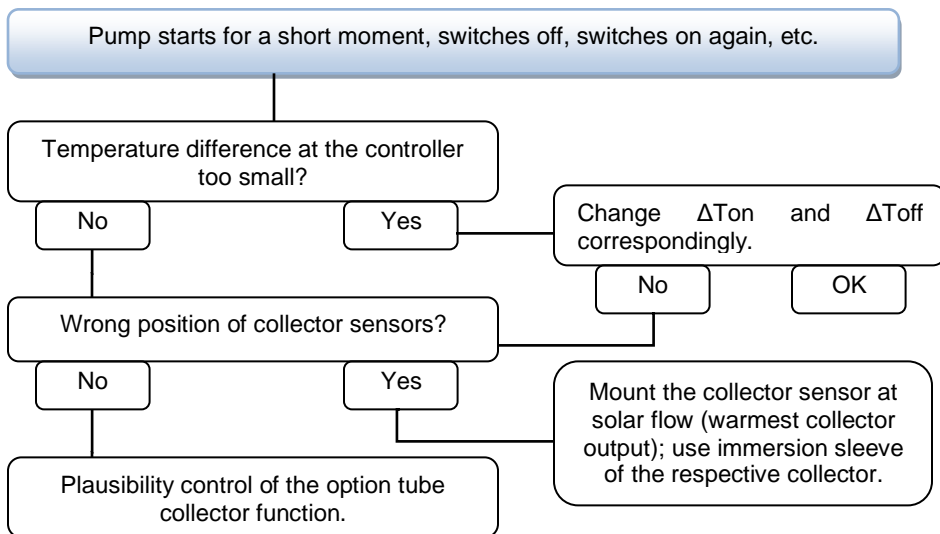 Pump starts for a short moment, switches off, switches on again, etc.
Temperature difference at the controller
too small?
No
Yes
Change ΔTon and ΔToff
correspondingly.
No
OK
Wrong position of collector sensors?
No
Yes
Mount the collector sensor at
solar flow (warmest collector
output); use immersion sleeve
of the respective collector.
Plausibility control of the option tube
collector function.